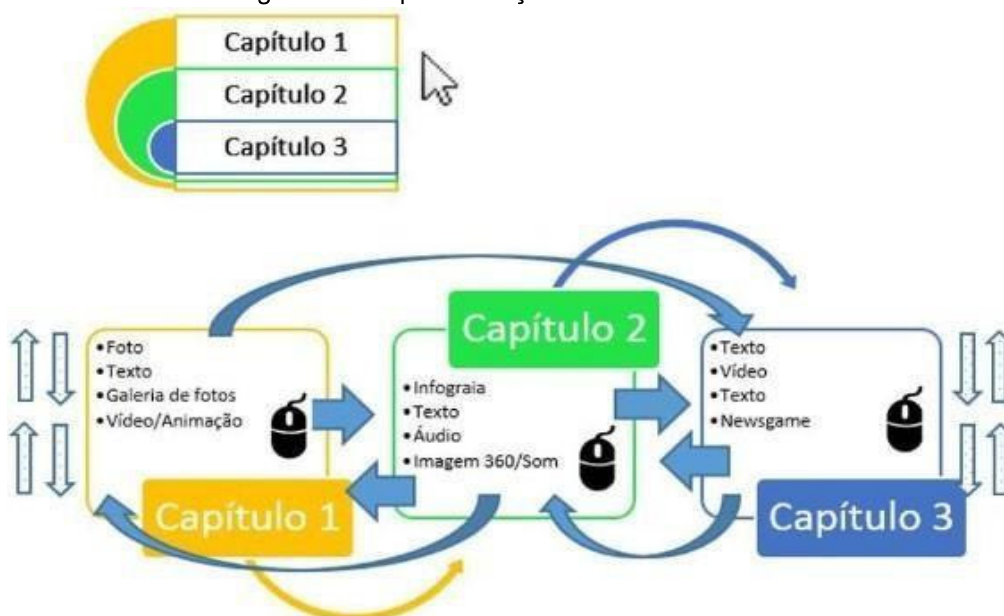 Capítulo 1
Capítulo 2
Capítulo 3
Capítulo 2
•Foto
•Texto
•Galeria de fotos
•Vídeo/Animação
Capítulo 1
•Infograia
•Texto
•Áudio
•Imagem 360/Som
•Texto
•Vídeo
•Texto
•Newsgame
Capítulo 3